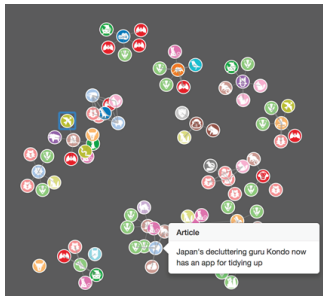 Article
Japan's decluttering guru Kondo now
has an app for tidying up